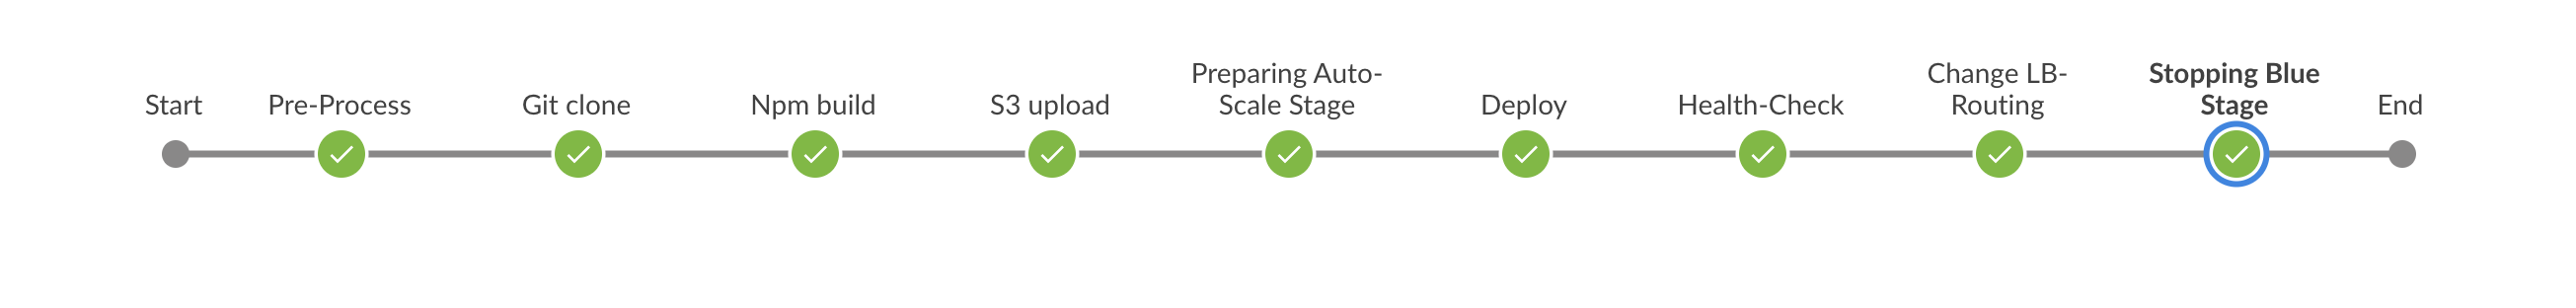 Start
Pre-Process
Git clone
Npm build
S3 upload
Preparing Auto-
Scale Stage
Deploy
Health-Check
Change LB-
Routing
Stopping Blue
Stage
End